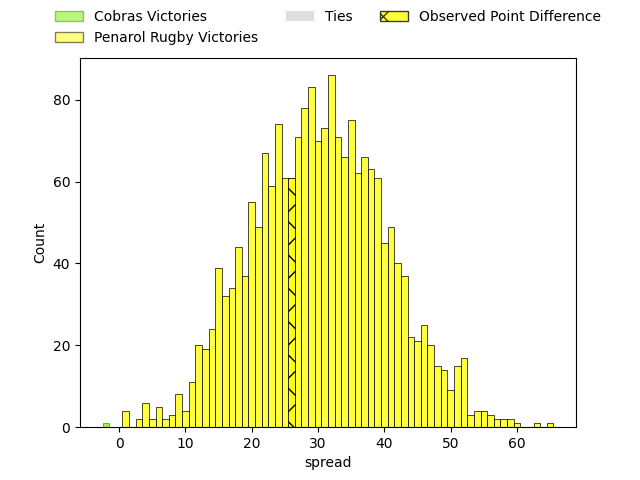 Cobras Victories
Penarol Rugby Victories
Ties
Observed Point Difference
Count
80
60
40
20
0
0 10 20 30 40 50 60
spread